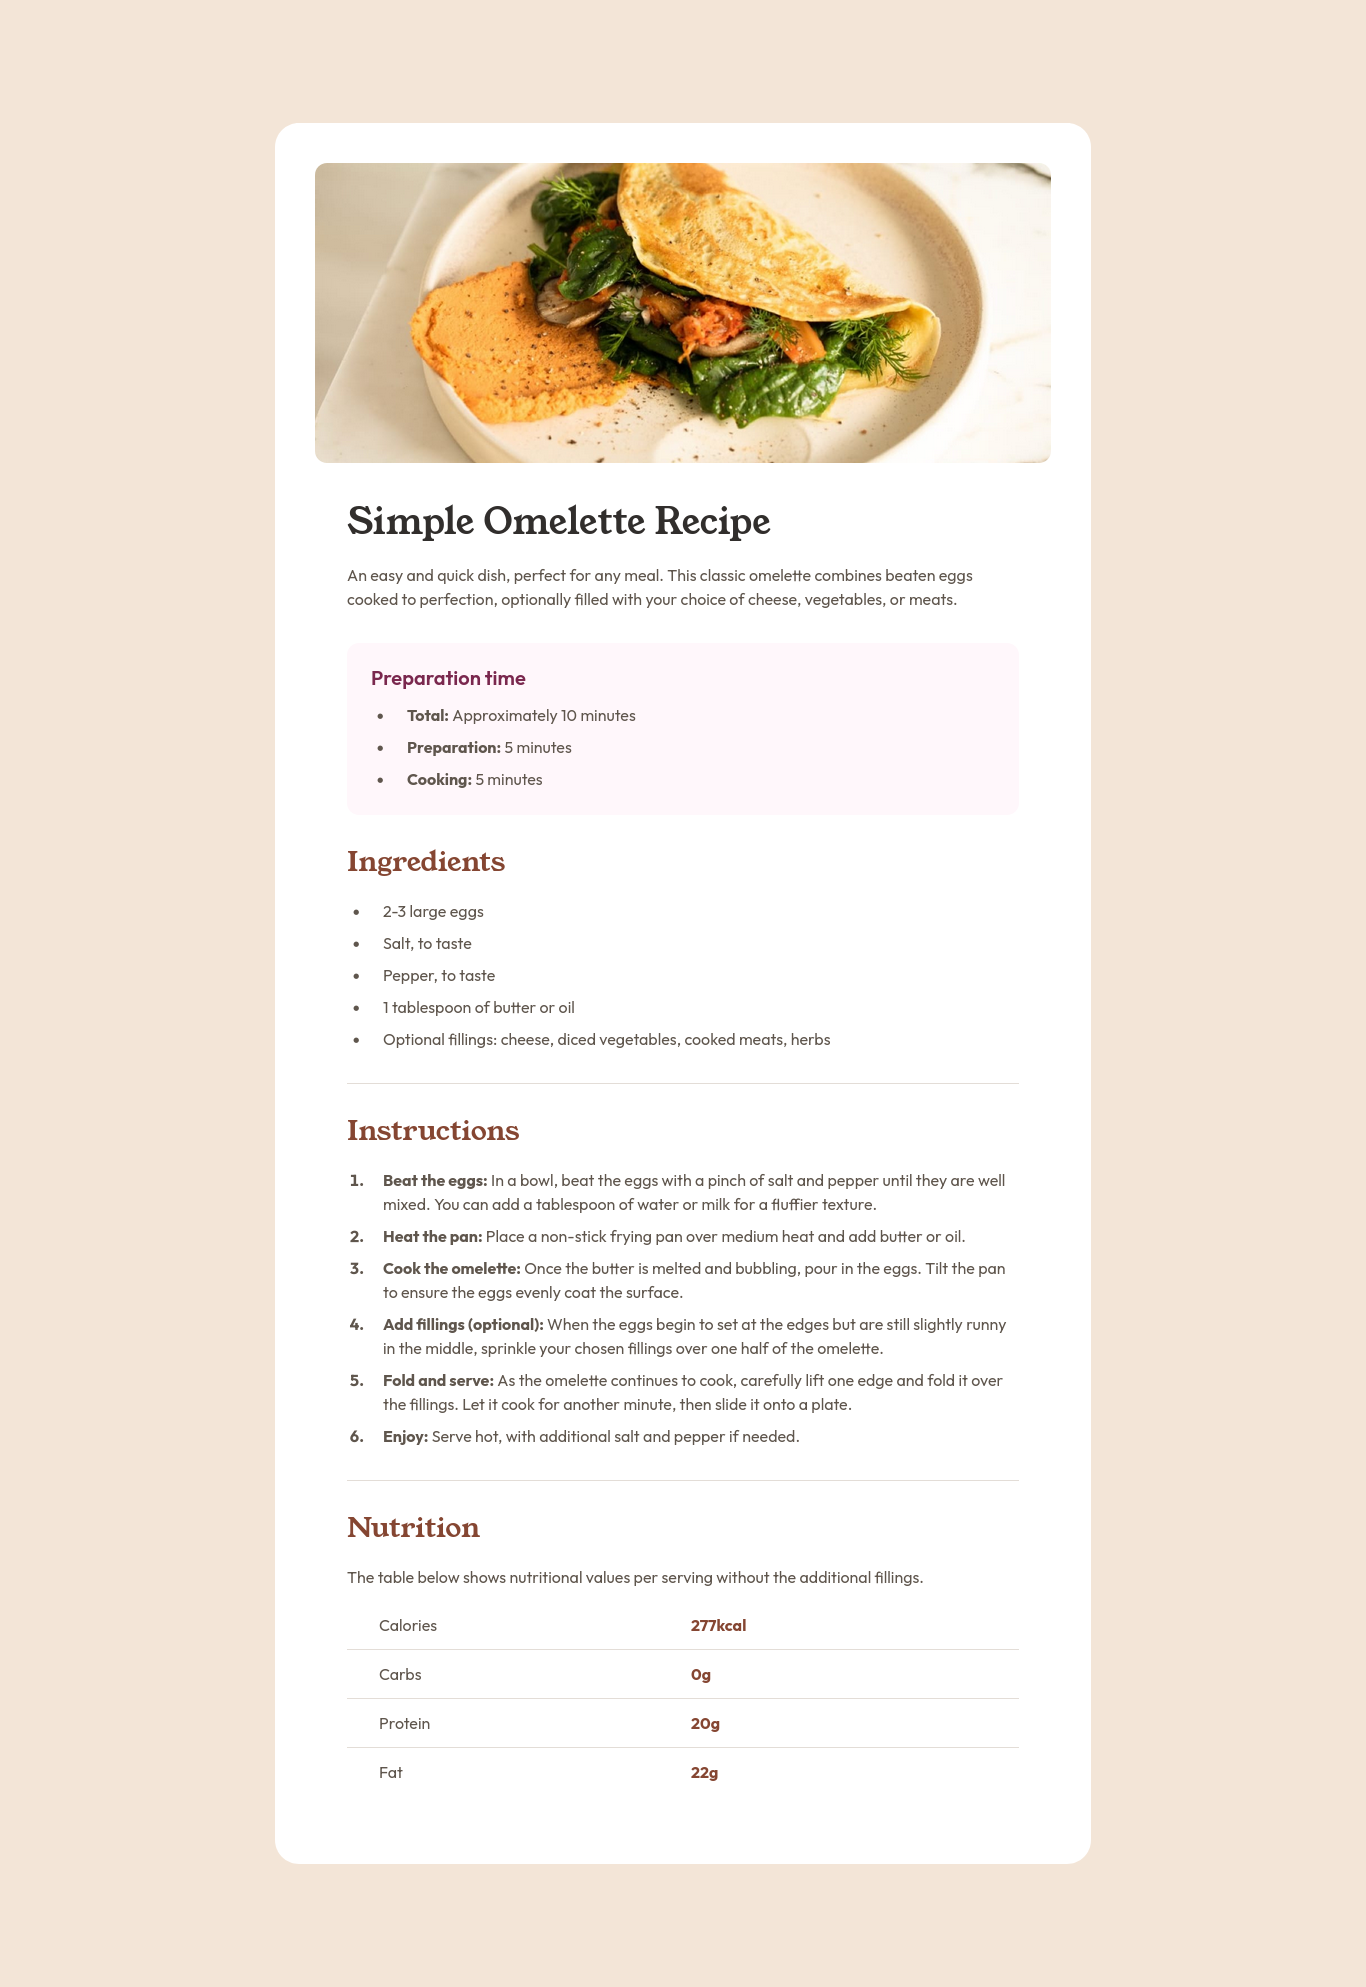 Simple Omelette Recipe
An easy and quick dish, perfect for any meal. This classic omelette combines beaten eggs
cooked to perfection, optionally filled with your choice of cheese, vegetables, or meats.
Preparation time
• Total: Approximately 10 minutes
• Preparation: 5 minutes
• Cooking: 5 minutes
Ingredients
• 2-3 large eggs
• Salt, to taste
• Pepper, to taste
• 1 tablespoon of butter or oil
• Optional fillings: cheese, diced vegetables, cooked meats, herbs
Instructions
1. Beat the eggs: In a bowl, beat the eggs with a pinch of salt and pepper until they are well
mixed. You can add a tablespoon of water or milk for a fluffier texture.
2. Heat the pan: Place a non-stick frying pan over medium heat and add butter or oil.
3. Cook the omelette: Once the butter is melted and bubbling, pour in the eggs. Tilt the pan
to ensure the eggs evenly coat the surface.
4. Add fillings (optional): When the eggs begin to set at the edges but are still slightly runny
in the middle, sprinkle your chosen fillings over one half of the omelette.
5. Fold and serve: As the omelette continues to cook, carefully lift one edge and fold it over
the fillings. Let it cook for another minute, then slide it onto a plate.
6. Enjoy: Serve hot, with additional salt and pepper if needed.
Nutrition
The table below shows nutritional values per serving without the additional fillings.
Calories 277kcal
Carbs 0g
Protein 20g
Fat 22g